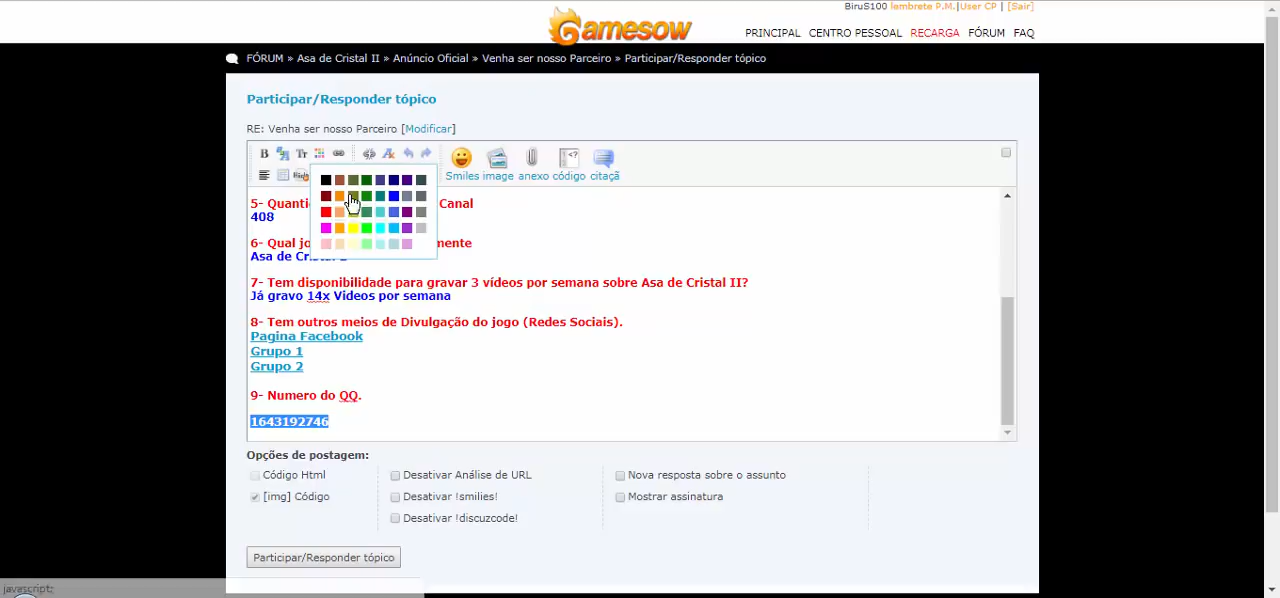 BiruS100 lembrete P.M.|User CP | [Sair]
Gamesow
PRINCIPAL CENTRO PESSOAL RECARGA FÓRUM FAQ
FÓRUM » Asa de Cristal II » Anúncio Oficial » Venha ser nosso Parceiro » Participar/Responder tópico
Participar/Responder tópico
RE: Venha ser nosso Parceiro [Modificar]
B Tr
Smiles image anexo código citaçã
5- Quanti Canal
408
6- Qual jo mente
Asa de Cris
7- Tem disponibilidade para gravar 3 vídeos por semana sobre Asa de Cristal II?
Já gravo 14x Videos por semana
8- Tem outros meios de Divulgação do jogo (Redes Sociais).
Pagina Facebook
Grupo 1
Grupo 2
9- Numero do QQ.
1643192746
Opções de postagem:
Código Html Desativar Análise de URL Nova resposta sobre o assunto
[img] Código Desativar !smilies! Mostrar assinatura
Desativar !discuzcode!
Participar/Responder tópico
javascript: